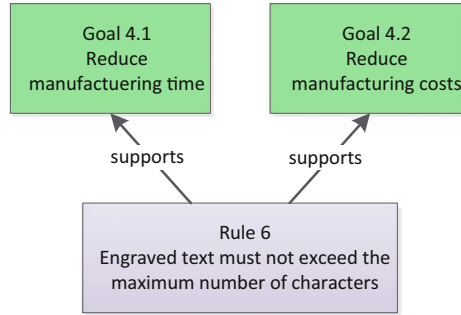 Goal 4.1
Reduce
manufactuering time
Goal 4.2
Reduce
manufacturing costs
supports
supports
Rule 6
Engraved text must not exceed the
maximum number of characters